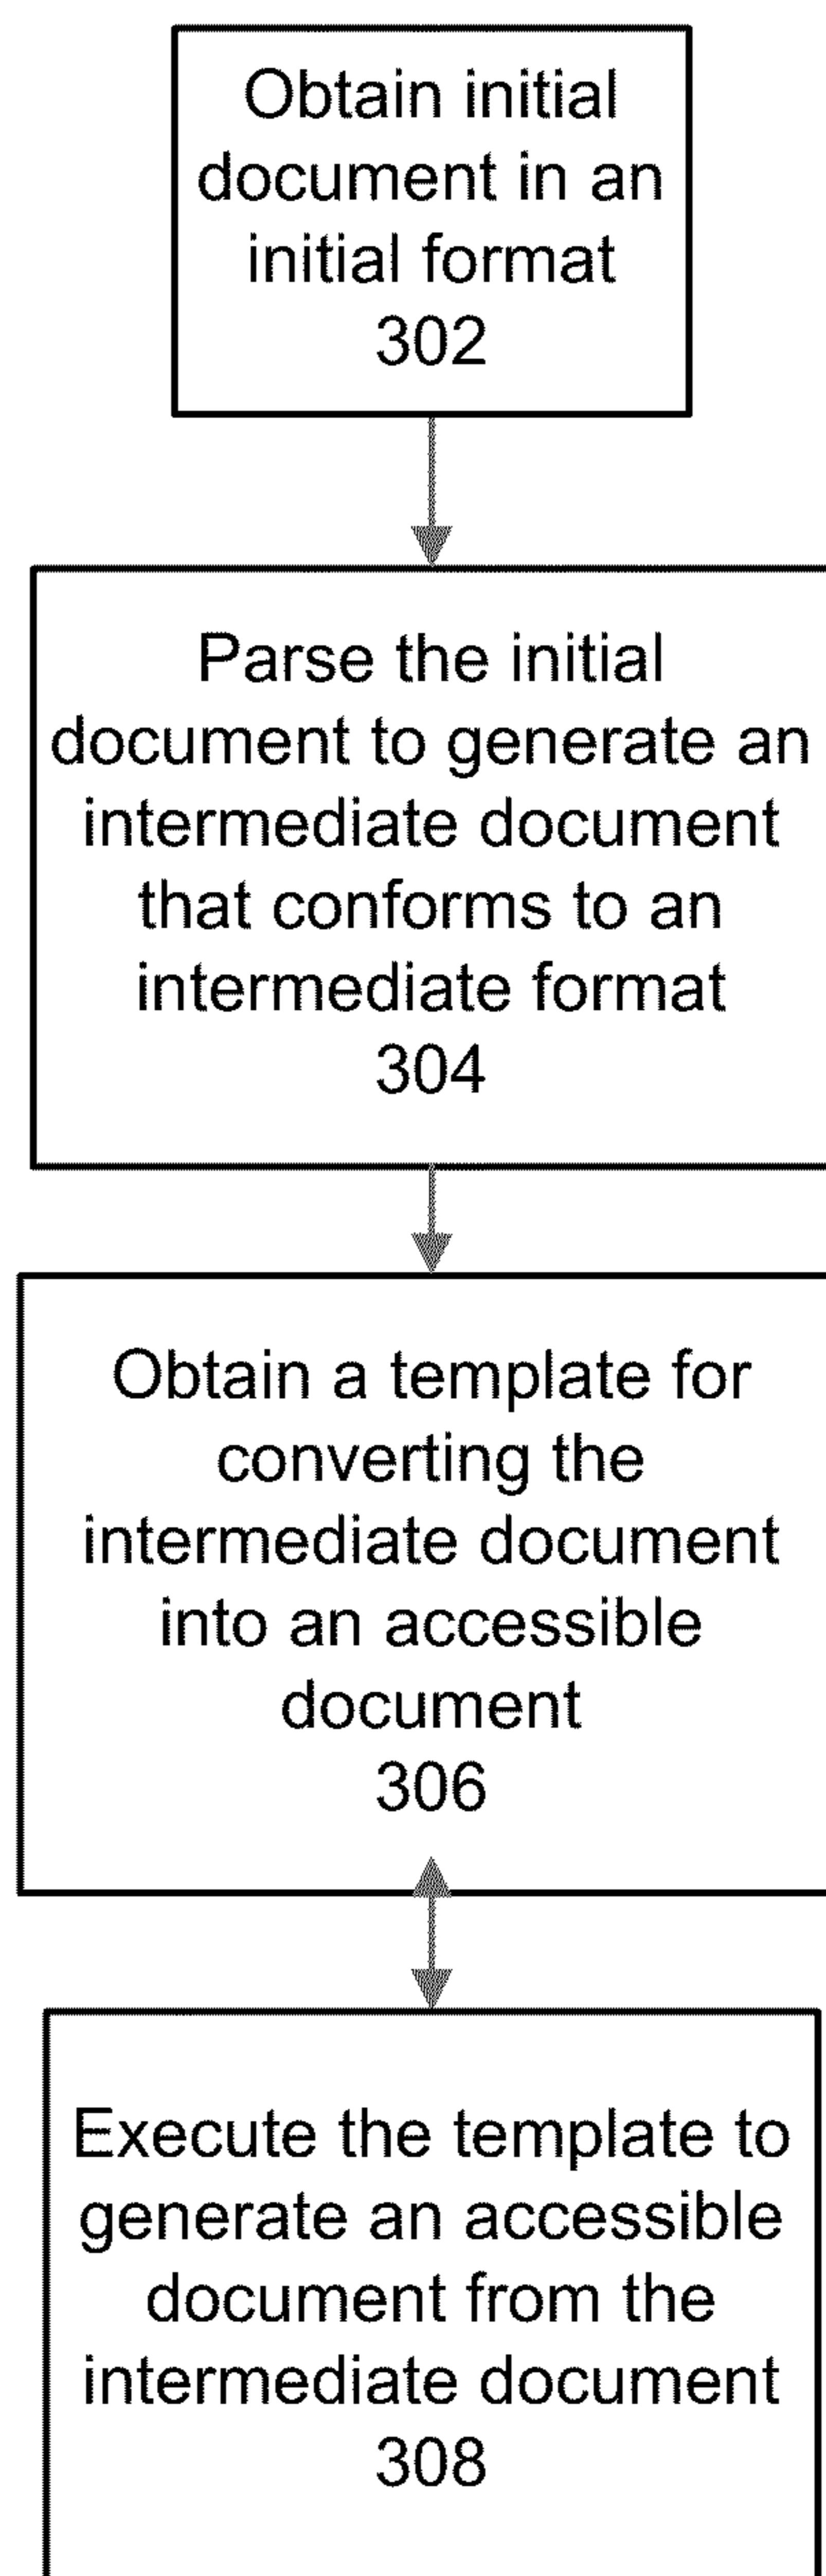 Obtain initial
document in an
initial format
302
Parse the initial
document to generate an
intermediate document
that conforms to an
intermediate format
304
Obtain a template for
converting the
intermediate document
into an accessible
document
306
Execute the template to
generate an accessible
document from the
intermediate document
308